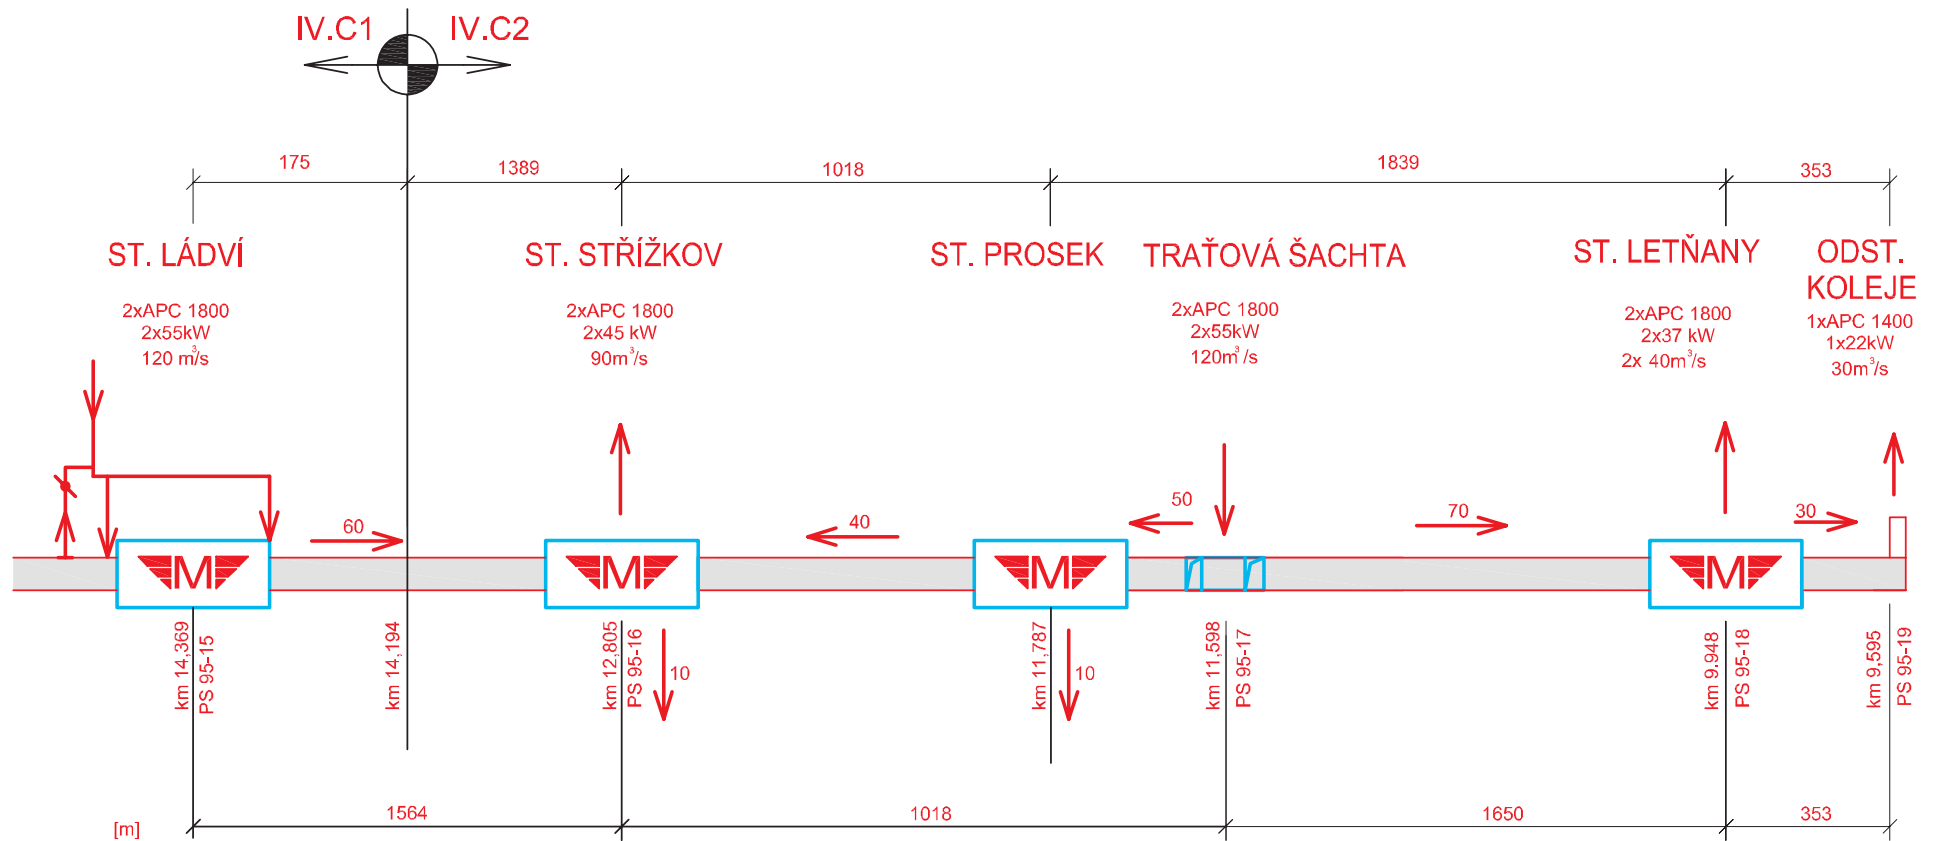 IV.C1
IV.C2
175
1389
1018
1839
353
ST. LÁDVÍ
2xAPC 1800
2x55kW
120 m³/s
ST. STŘÍŽKOV
2xAPC 1800
2x45 kW
90m³/s
ST. PROSEK
TRAŤOVÁ ŠACHTA
2xAPC 1800
2x55kW
120m³/s
ST. LETŇANY
2xAPC 1800
2x37 kW
2x 40m³/s
ODST.
KOLEJE
1xAPC 1400
1x22kW
30m³/s
60
40
50
70
30
M
M
M
M
km 14,369
PS 95-15
km 14,194
km 12,805
PS 95-16
10
km 11,787
10
km 11,598
PS 95-17
km 9.948
PS 95-18
km 9,595
PS 95-19
[m]
1564
1018
1650
353